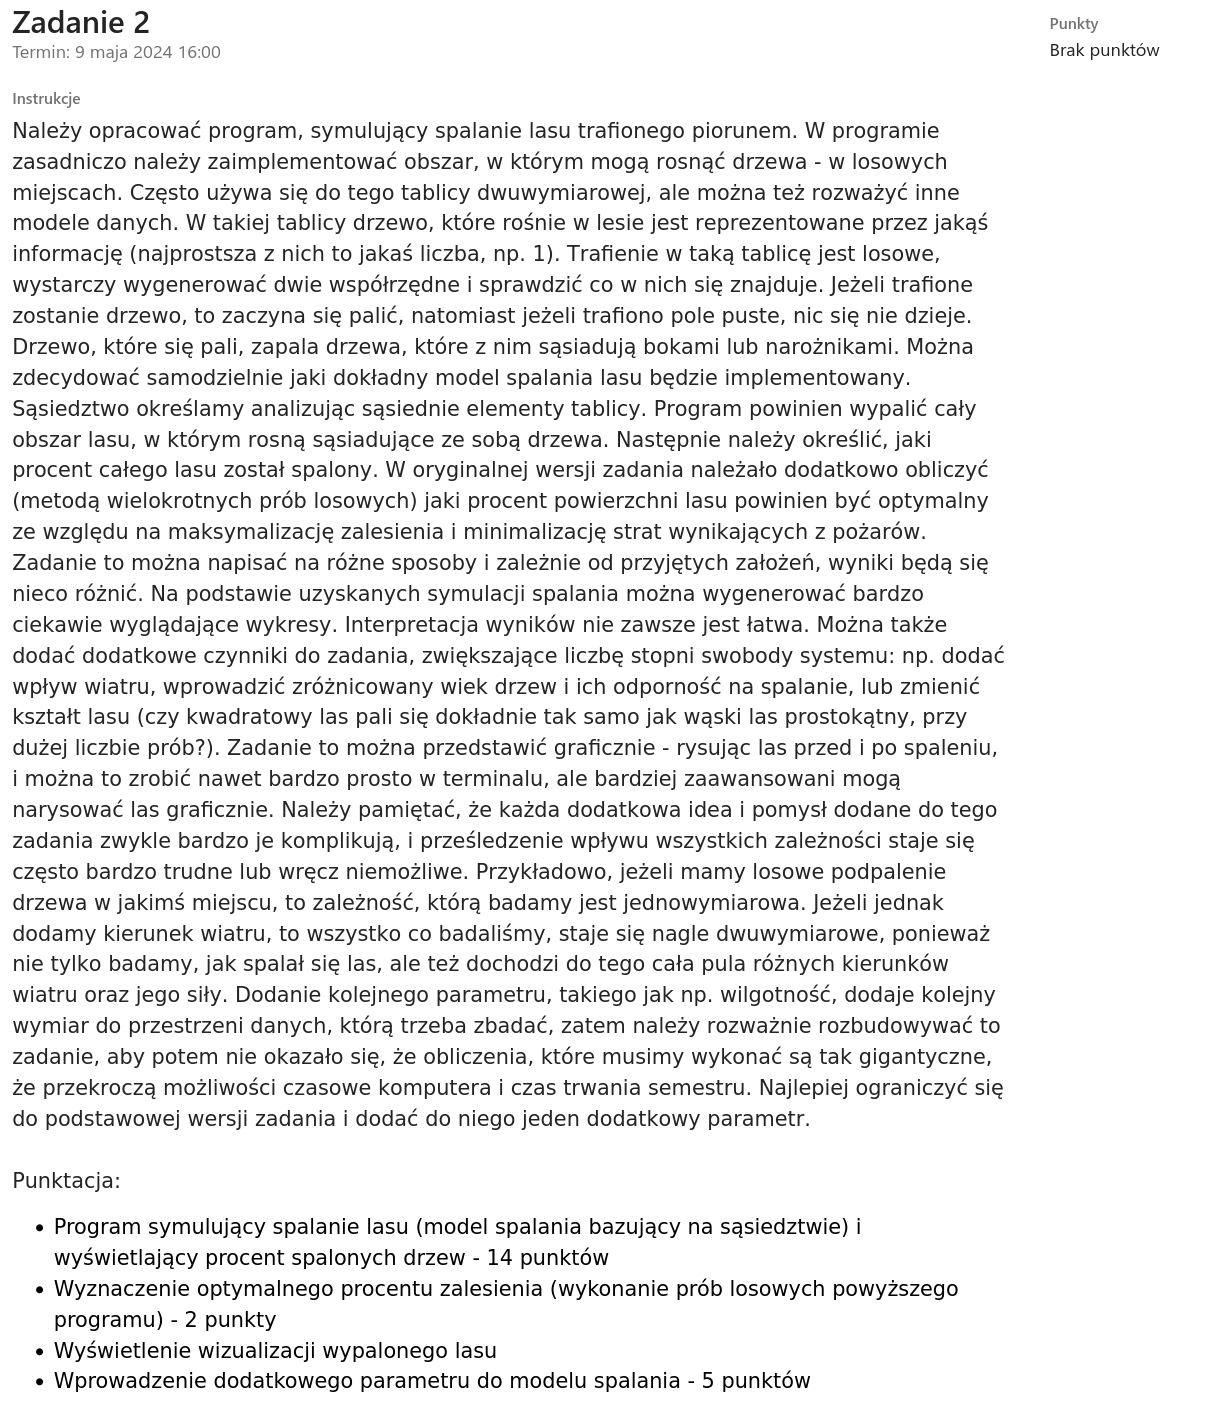 Zadanie 2
Termin: 9 maja 2024 16:00
Punkty
Brak punktów
Instrukcje
Należy opracować program, symulujący spalanie lasu trafionego piorunem. W programie
zasadniczo należy zaimplementować obszar, w którym mogą rosnąć drzewa - w losowych
miejscach. Często używa się do tego tablicy dwuwymiarowej, ale można też rozważyć inne
modele danych. W takiej tablicy drzewo, które rośnie w lesie jest reprezentowane przez jakąś
informację (najprostsza z nich to jakaś liczba, np. 1). Trafienie w taką tablicę jest losowe,
wystarczy wygenerować dwie współrzędne i sprawdzić co w nich się znajduje. Jeżeli trafione
zostanie drzewo, to zaczyna się palić, natomiast jeżeli trafiono pole puste, nic się nie dzieje.
Drzewo, które się pali, zapala drzewa, które z nim sąsiadują bokami lub narożnikami. Można
zdecydować samodzielnie jaki dokładny model spalania lasu będzie implementowany.
Sąsiedztwo określamy analizując sąsiednie elementy tablicy. Program powinien wypalić cały
obszar lasu, w którym rosną sąsiadujące ze sobą drzewa. Następnie należy określić, jaki
procent całego lasu został spalony. W oryginalnej wersji zadania należało dodatkowo obliczyć
(metodą wielokrotnych prób losowych) jaki procent powierzchni lasu powinien być optymalny
ze względu na maksymalizację zalesienia i minimalizację strat wynikających z pożarów.
Zadanie to można napisać na różne sposoby i zależnie od przyjętych założeń, wyniki będą się
nieco różnić. Na podstawie uzyskanych symulacji spalania można wygenerować bardzo
ciekawie wyglądające wykresy. Interpretacja wyników nie zawsze jest łatwa. Można także
dodać dodatkowe czynniki do zadania, zwiększające liczbę stopni swobody systemu: np. dodać
wpływ wiatru, wprowadzić zróżnicowany wiek drzew i ich odporność na spalanie, lub zmienić
kształt lasu (czy kwadratowy las pali się dokładnie tak samo jak wąski las prostokątny, przy
dużej liczbie prób?). Zadanie to można przedstawić graficznie - rysując las przed i po spaleniu,
i można to zrobić nawet bardzo prosto w terminalu, ale bardziej zaawansowani mogą
narysować las graficznie. Należy pamiętać, że każda dodatkowa idea i pomysł dodane do tego
zadania zwykle bardzo je komplikują, i prześledzenie wpływu wszystkich zależności staje się
często bardzo trudne lub wręcz niemożliwe. Przykładowo, jeżeli mamy losowe podpalenie
drzewa w jakimś miejscu, to zależność, którą badamy jest jednowymiarowa. Jeżeli jednak
dodamy kierunek wiatru, to wszystko co badaliśmy, staje się nagle dwuwymiarowe, ponieważ
nie tylko badamy, jak spalał się las, ale też dochodzi do tego cała pula różnych kierunków
wiatru oraz jego siły. Dodanie kolejnego parametru, takiego jak np. wilgotność, dodaje kolejny
wymiar do przestrzeni danych, którą trzeba zbadać, zatem należy rozważnie rozbudowywać to
zadanie, aby potem nie okazało się, że obliczenia, które musimy wykonać są tak gigantyczne,
że przekroczą możliwości czasowe komputera i czas trwania semestru. Najlepiej ograniczyć się
do podstawowej wersji zadania i dodać do niego jeden dodatkowy parametr.
Punktacja:
• Program symulujący spalanie lasu (model spalania bazujący na sąsiedztwie) i
wyświetlający procent spalonych drzew - 14 punktów
• Wyznaczenie optymalnego procentu zalesienia (wykonanie prób losowych powyższego
programu) - 2 punkty
• Wyświetlenie wizualizacji wypalonego lasu
• Wprowadzenie dodatkowego parametru do modelu spalania - 5 punktów